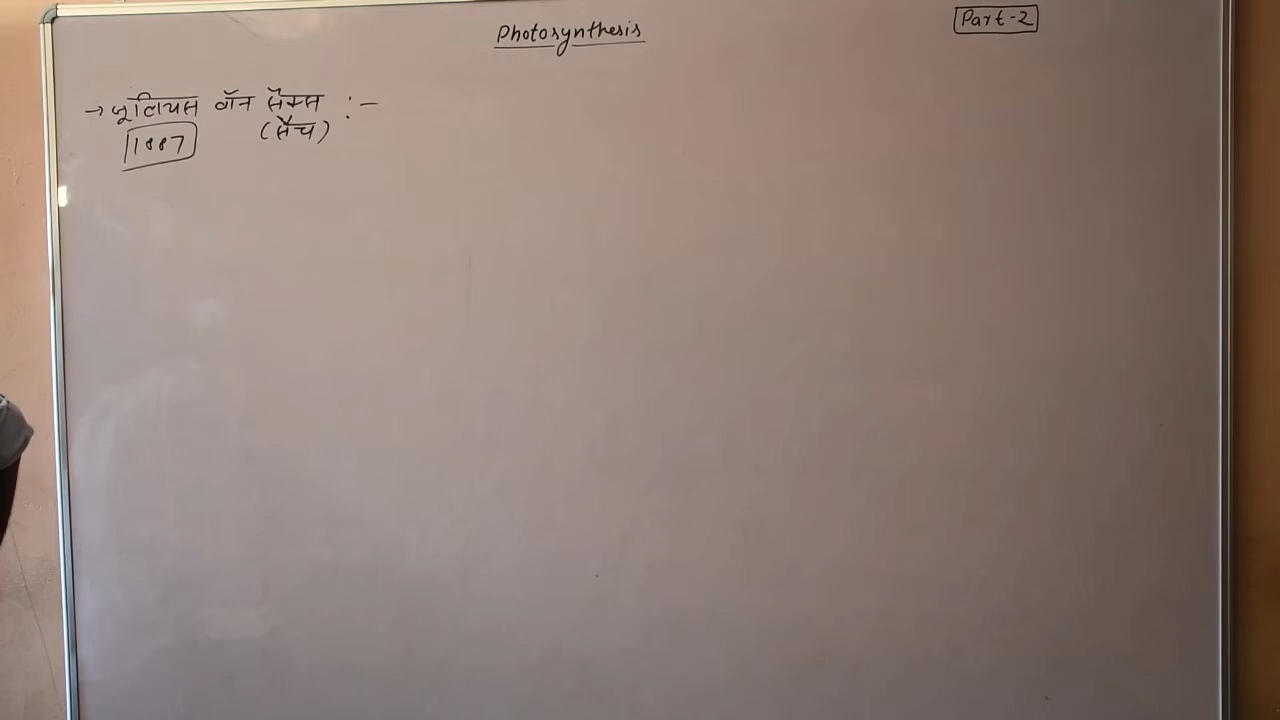 Photosynthesis
Part-2
→ जूलियस वॉन सैक्स :-
(सैच)
1887